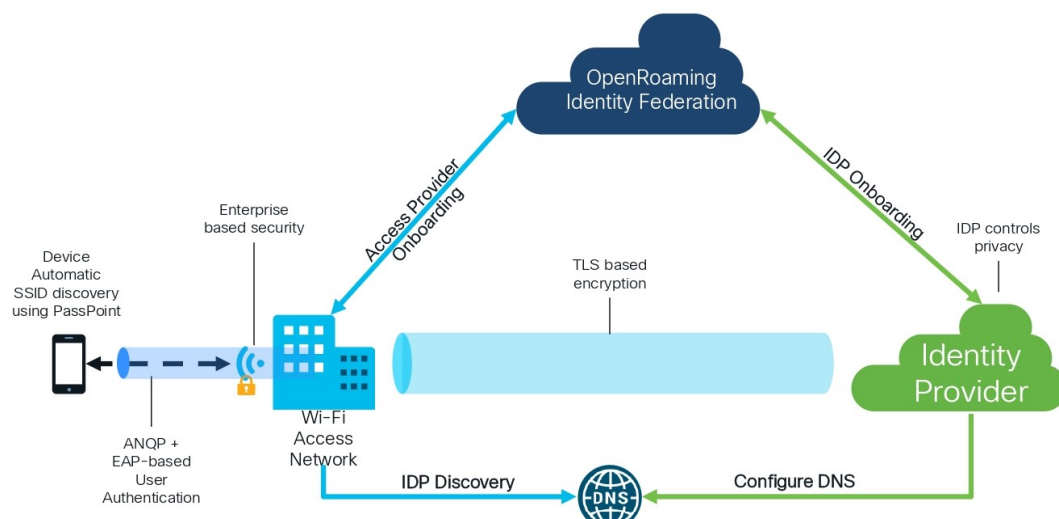 OpenRoaming
Identity Federation
Access Provider
Onboarding
IDP Onboarding
Enterprise
based security
IDP controls
privacy
Device
Automatic
SSID discovery
using PassPoint
TLS based
encryption
Identity
Provider
Wi-Fi
Access
Network
ANQP +
EAP-based
User
Authentication
IDP Discovery
DNS
Configure DNS